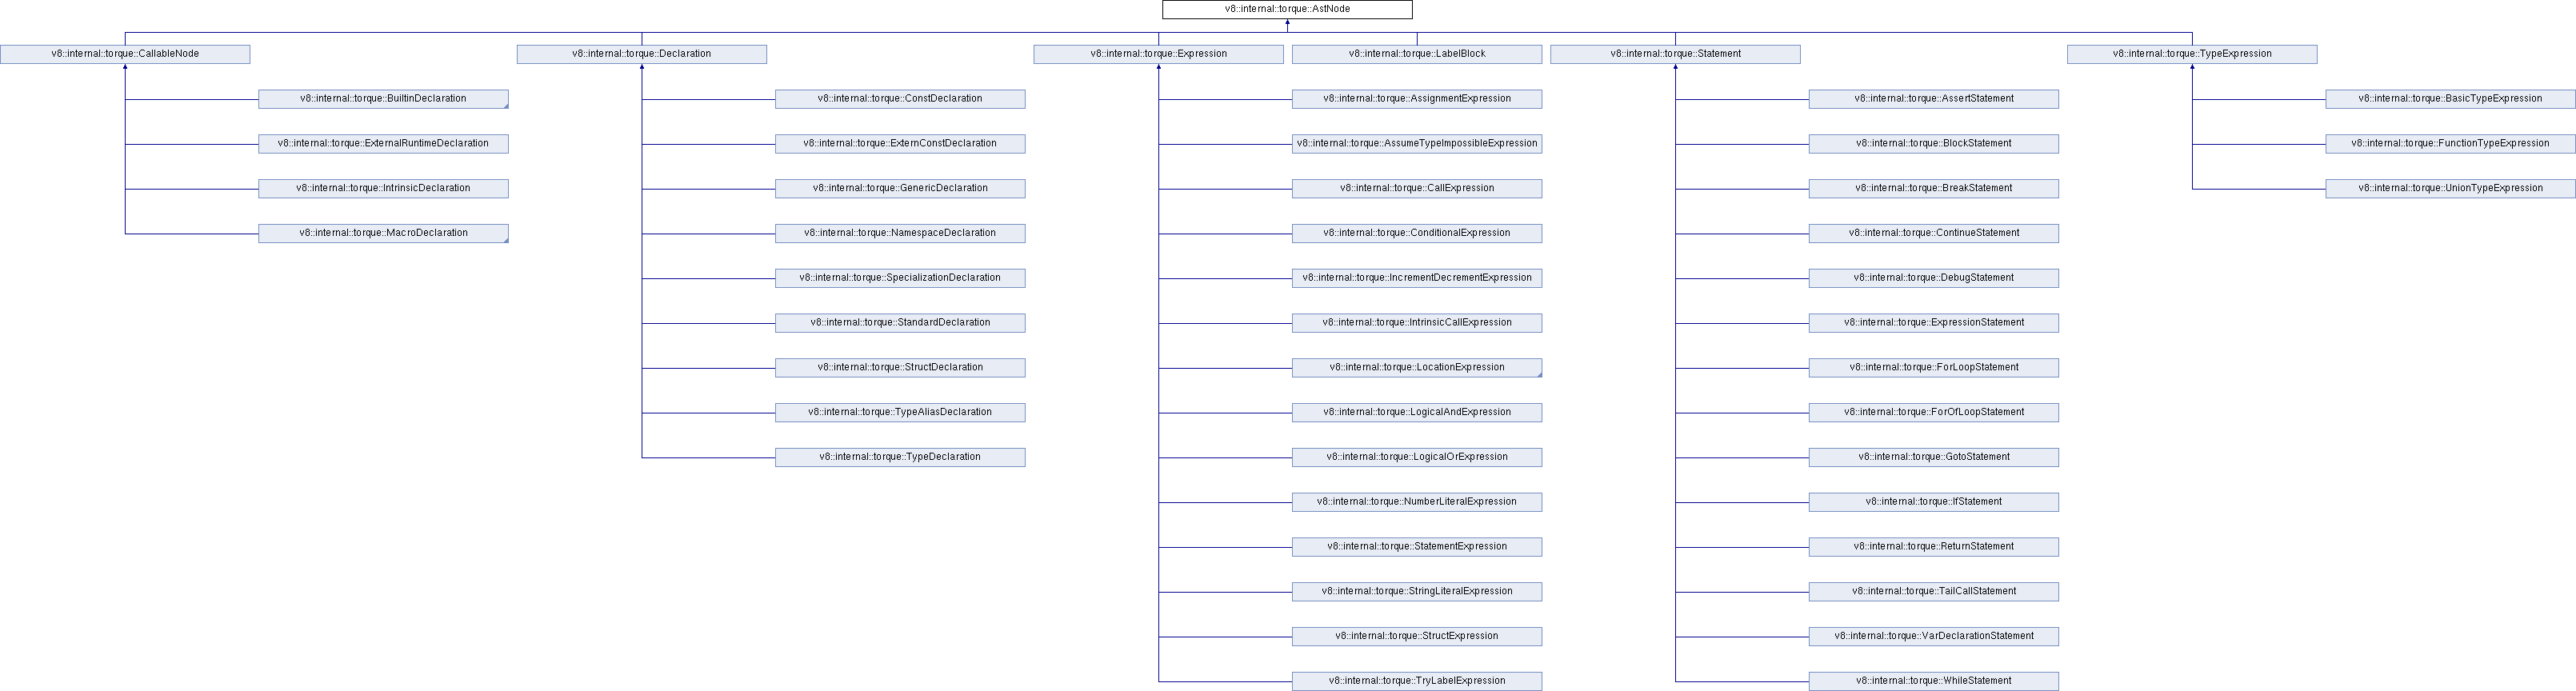 v8::internal::torque::AstNode
v8::internal::torque::CallableNode
v8::internal::torque::Declaration
v8::internal::torque::Expression
v8::internal::torque::LabelBlock
v8::internal::torque::Statement
v8::internal::torque::TypeExpression
v8::internal::torque::BuiltinDeclaration
v8::internal::torque::ConstDeclaration
v8::internal::torque::AssignmentExpression
v8::internal::torque::AssertStatement
v8::internal::torque::BasicTypeExpression
v8::internal::torque::ExternalRuntimeDeclaration
v8::internal::torque::ExternConstDeclaration
v8::internal::torque::AssumeTypeImpossibleExpression
v8::internal::torque::BlockStatement
v8::internal::torque::FunctionTypeExpression
v8::internal::torque::IntrinsicDeclaration
v8::internal::torque::GenericDeclaration
v8::internal::torque::CallExpression
v8::internal::torque::BreakStatement
v8::internal::torque::UnionTypeExpression
v8::internal::torque::MacroDeclaration
v8::internal::torque::NamespaceDeclaration
v8::internal::torque::ConditionalExpression
v8::internal::torque::ContinueStatement
v8::internal::torque::SpecializationDeclaration
v8::internal::torque::IncrementDecrementExpression
v8::internal::torque::DebugStatement
v8::internal::torque::StandardDeclaration
v8::internal::torque::IntrinsicCallExpression
v8::internal::torque::ExpressionStatement
v8::internal::torque::StructDeclaration
v8::internal::torque::LocationExpression
v8::internal::torque::ForLoopStatement
v8::internal::torque::TypeAliasDeclaration
v8::internal::torque::LogicalAndExpression
v8::internal::torque::ForOfLoopStatement
v8::internal::torque::TypeDeclaration
v8::internal::torque::LogicalOrExpression
v8::internal::torque::GotoStatement
v8::internal::torque::NumberLiteralExpression
v8::internal::torque::IfStatement
v8::internal::torque::StatementExpression
v8::internal::torque::ReturnStatement
v8::internal::torque::StringLiteralExpression
v8::internal::torque::TailCallStatement
v8::internal::torque::StructExpression
v8::internal::torque::VarDeclarationStatement
v8::internal::torque::TryLabelExpression
v8::internal::torque::WhileStatement